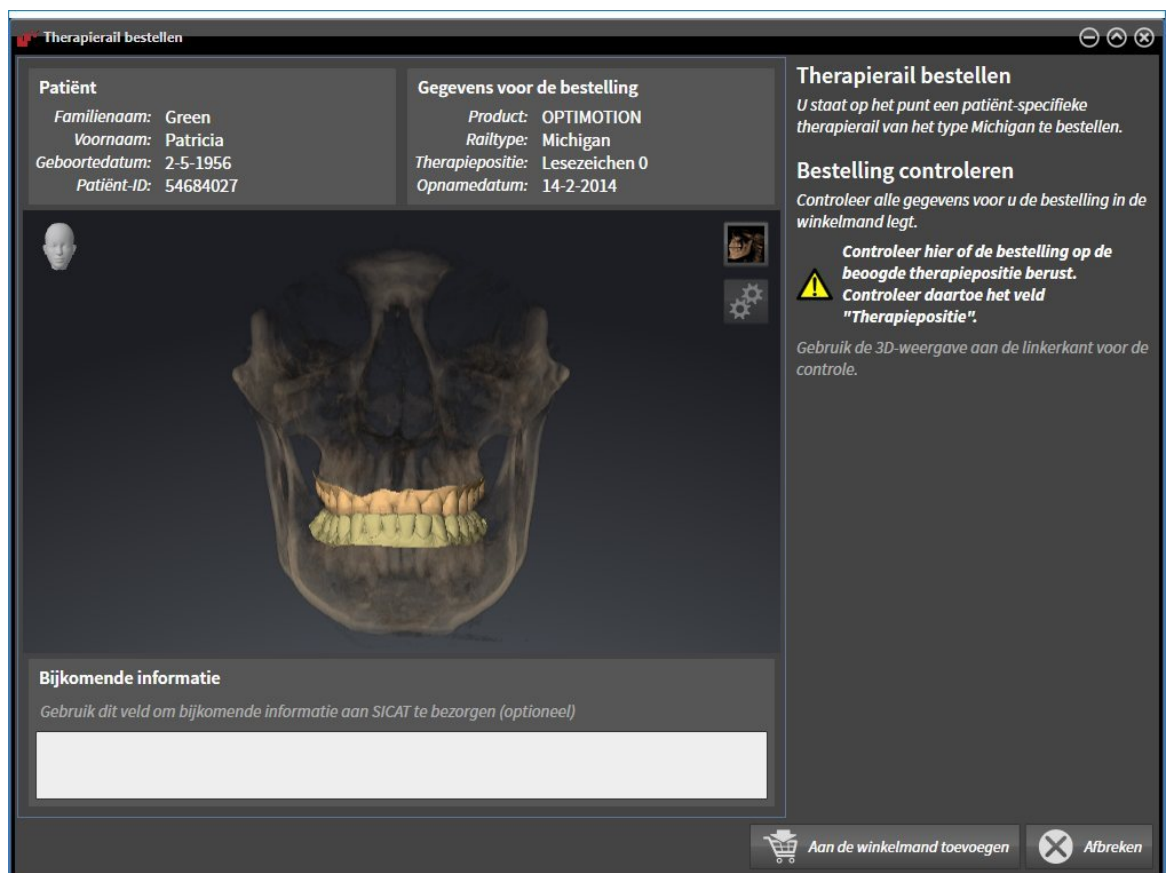 Therapierail bestellen
Patiënt
Familienaam: Green
Voornaam: Patricia
Geboortedatum: 2-5-1956
Patiënt-ID: 54684027
Gegevens voor de bestelling
Product: OPTIMOTION
Railtype: Michigan
Therapiepositie: Lesezeichen 0
Opnamedatum: 14-2-2014
Therapierail bestellen
U staat op het punt een patiënt-specifieke
therapierail van het type Michigan te bestellen.
Bestelling controleren
Controleer alle gegevens voor u de bestelling in de
winkelmand legt.
Controleer hier of de bestelling op de
beoogde therapiepositie berust.
Controleer daartoe het veld
"Therapiepositie".
Gebruik de 3D-weergave aan de linkerkant voor de
controle.
Bijkomende informatie
Gebruik dit veld om bijkomende informatie aan SICAT te bezorgen (optioneel)
Aan de winkelmand toevoegen
Afbreken